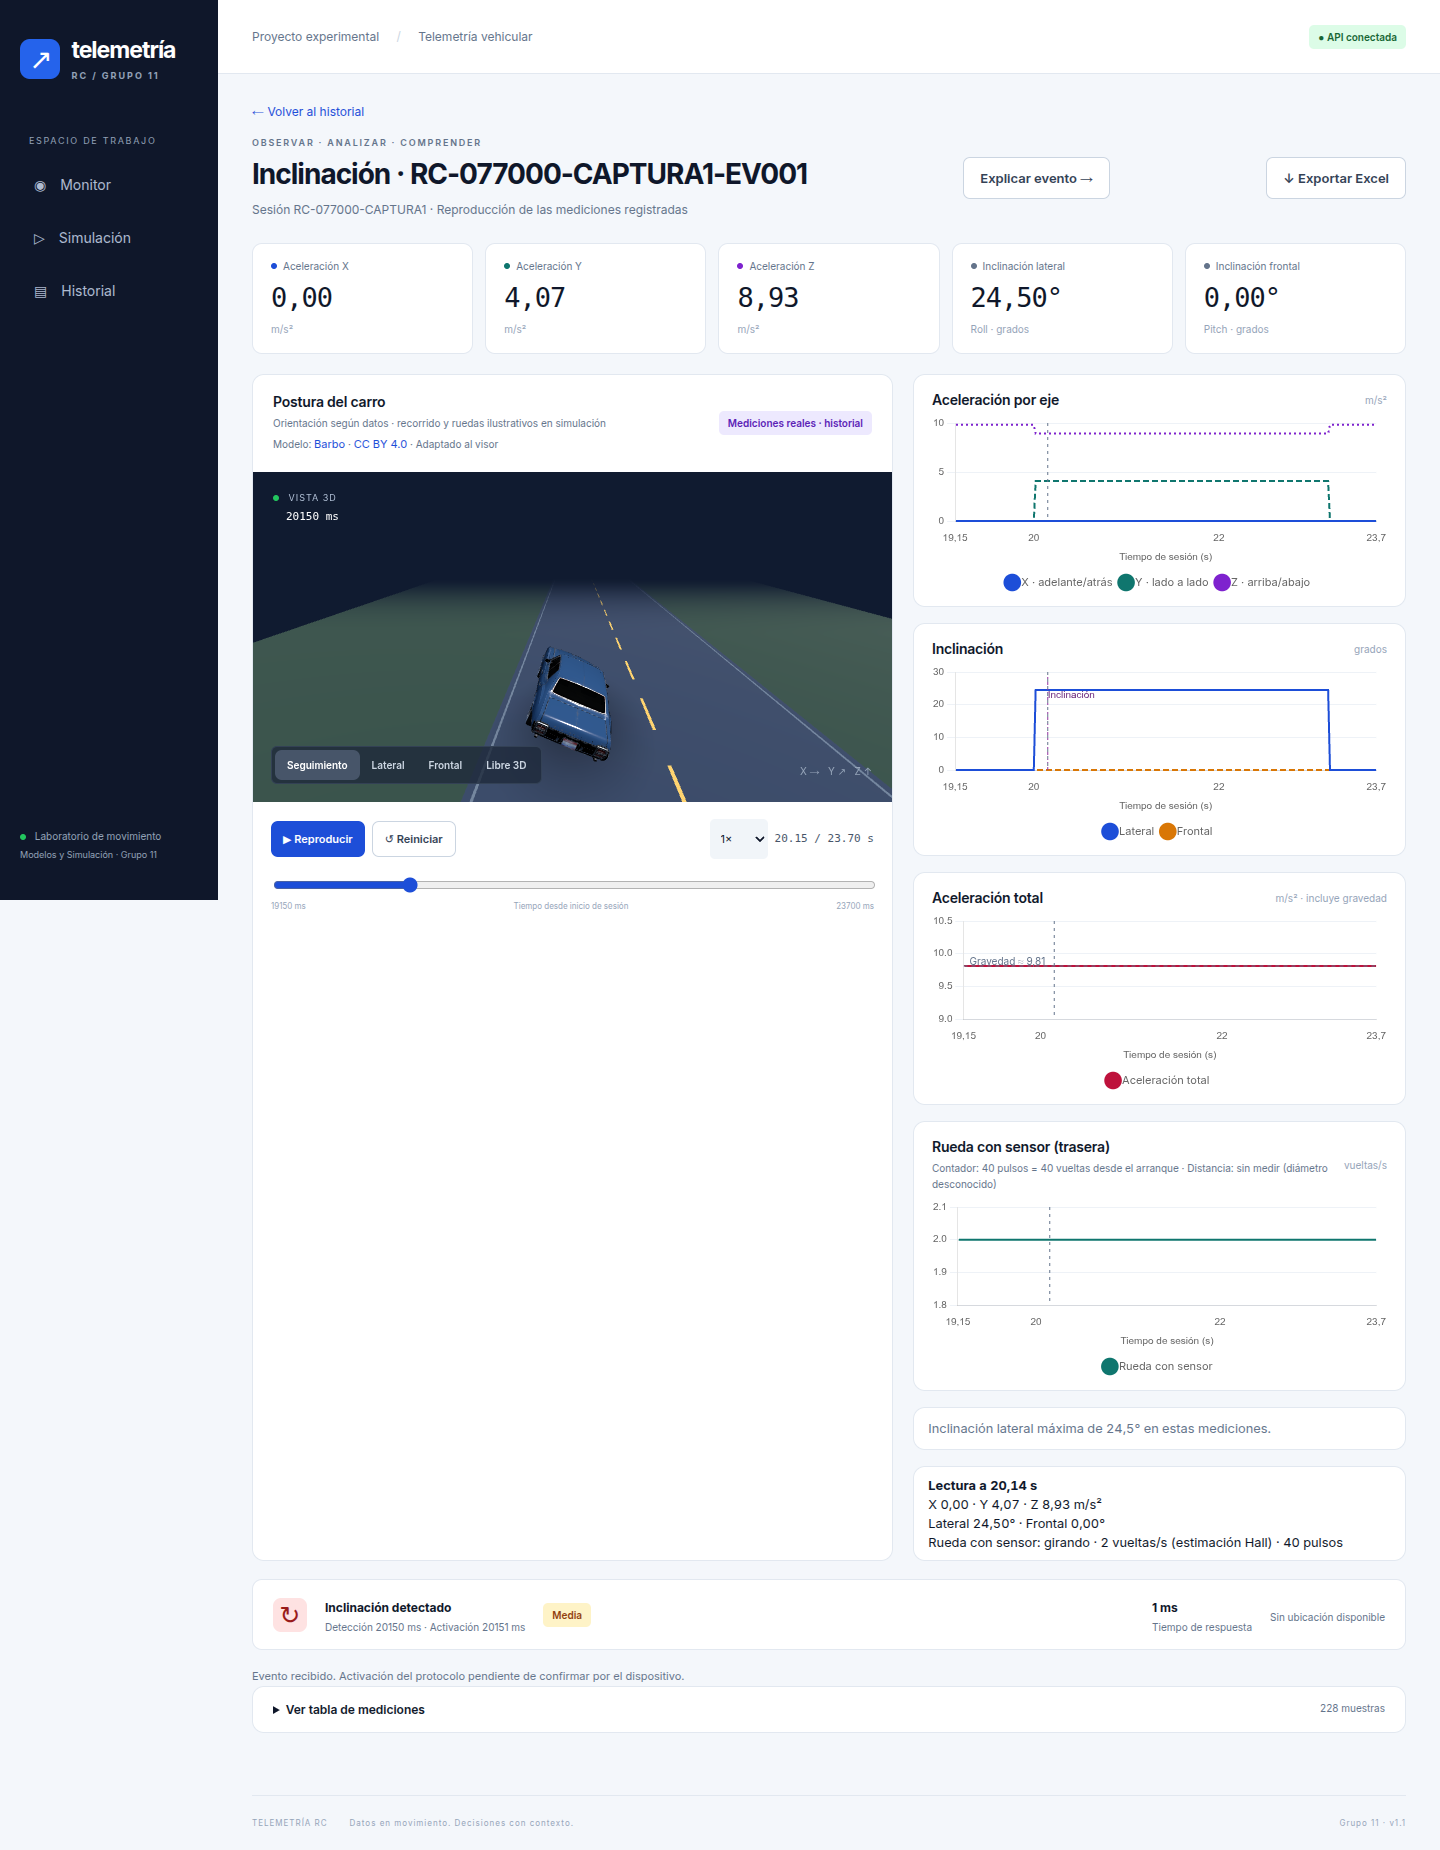 telemetría
RC / GRUPO 11
ESPACIO DE TRABAJO
Monitor
Simulación
Historial
Laboratorio de movimiento
Modelos y Simulación · Grupo 11
Proyecto experimental / Telemetría vehicular
● API conectada
← Volver al historial
OBSERVAR · ANALIZAR · COMPRENDER
Inclinación · RC-077000-CAPTURA1-EV001
Sesión RC-077000-CAPTURA1 · Reproducción de las mediciones registradas
Explicar evento →
↓ Exportar Excel
Aceleración X
0,00
m/s²
Aceleración Y
4,07
m/s²
Aceleración Z
8,93
m/s²
Inclinación lateral
24,50°
Roll · grados
Inclinación frontal
0,00°
Pitch · grados
Postura del carro
Orientación según datos · recorrido y ruedas ilustrativos en simulación
Modelo: Barbo · CC BY 4.0 · Adaptado al visor
Mediciones reales · historial
VISTA 3D
20150 ms
Seguimiento Lateral Frontal Libre 3D
X→ Y↗ Z↑
▶ Reproducir
↺ Reiniciar
1×
20.15 / 23.70 s
19150 ms Tiempo desde inicio de sesión 23700 ms
Aceleración por eje m/s²
10
5
0
19,15 20 22 23,7
Tiempo de sesión (s)
X · adelante/atrás Y · lado a lado Z · arriba/abajo
Inclinación grados
30
Inclinación
20
10
0
19,15 20 22 23,7
Tiempo de sesión (s)
Lateral Frontal
Aceleración total m/s² · incluye gravedad
10.5
10.0
Gravedad ≈ 9.81
9.5
9.0
19,15 20 22 23,7
Tiempo de sesión (s)
Aceleración total
Rueda con sensor (trasera)
Contador: 40 pulsos = 40 vueltas desde el arranque · Distancia: sin medir (diámetro
desconocido)
vueltas/s
2.1
2.0
1.9
1.8
19,15 20 22 23,7
Tiempo de sesión (s)
Rueda con sensor
Inclinación lateral máxima de 24,5° en estas mediciones.
Lectura a 20,14 s
X 0,00 · Y 4,07 · Z 8,93 m/s²
Lateral 24,50° · Frontal 0,00°
Rueda con sensor: girando · 2 vueltas/s (estimación Hall) · 40 pulsos
Inclinación detectado
Detección 20150 ms · Activación 20151 ms
Media
1 ms
Tiempo de respuesta
Sin ubicación disponible
Evento recibido. Activación del protocolo pendiente de confirmar por el dispositivo.
▶ Ver tabla de mediciones
228 muestras
TELEMETRÍA RC Datos en movimiento. Decisiones con contexto.
Grupo 11 · v1.1